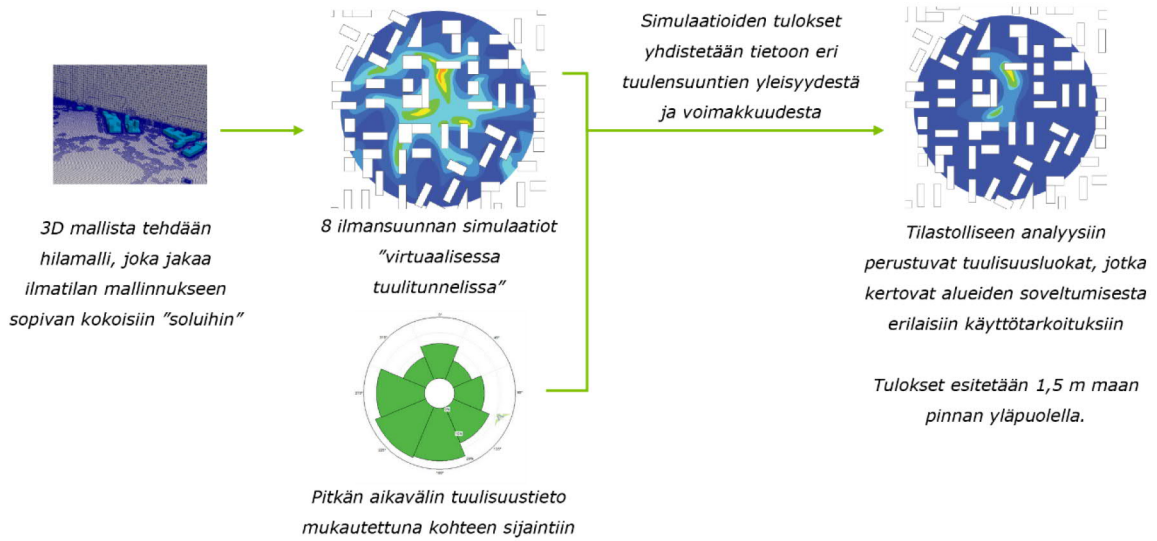 3D mallista tehdään
hilamalli, joka jakaa
ilmatilan mallinnukseen
sopivan kokoisiin ”soluihin”
8 ilmansuunnan simulaatiot
”virtuaalisessa
tuulitunnelissa”
Pitkän aikavälin tuulisuustieto
mukautettuna kohteen sijaintiin
Simulaatioiden tulokset
yhdistetään tietoon eri
tuulensuuntien yleisyydestä
ja voimakkuudesta
Tilastolliseen analyysiin
perustuvat tuulisuusluokat, jotka
kertovat alueiden soveltumisesta
erilaisiin käyttötarkoituksiin
Tulokset esitetään 1,5 m maan
pinnan yläpuolella.